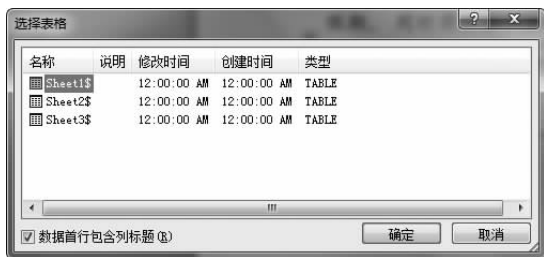 选择表格
名称 说明 修改时间 创建时间 类型
Sheet1$ 12:00:00 AM 12:00:00 AM TABLE
Sheet2$ 12:00:00 AM 12:00:00 AM TABLE
Sheet3$ 12:00:00 AM 12:00:00 AM TABLE
数据首行包含列标题(R) 确定 取消